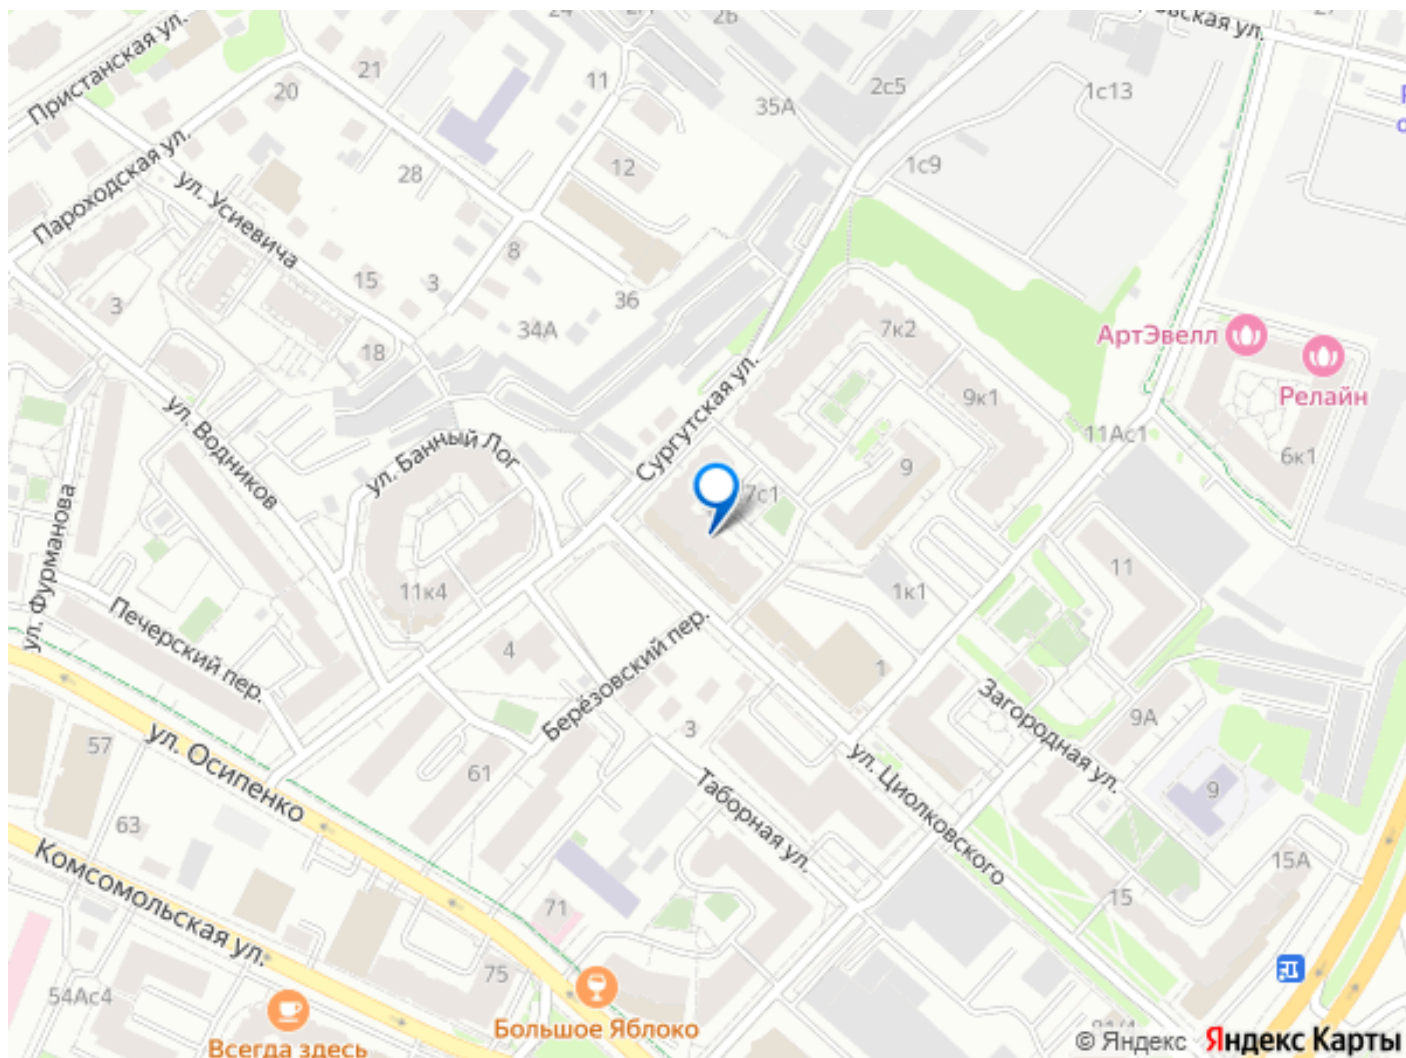 2Б
ул.
Пристанская ул.
21
11
2с5
1с13
20
35А
Пароходская ул.
ул. Усиевича
28
12
1с9
8
15
3
36
3
34А
7к2
АртЭвелл
Релайн
18
Сургутская ул.
9к1
11Ас1
ул. Водников
ул. Банный Лог
9
6к1
7с1
ул. Фурманова
11
11к4
1к1
Печерский пер.
4
Берёзовский пер.
1
Загородная ул.
9А
57
ул. Осипенко
3
61
ул. Циолковского
9
63
Таборная ул.
Комсомольская ул.
15А
71
15
75
54Ас4
Большое Яблоко
Всегда здесь
© Яндекс Яндекс Карты